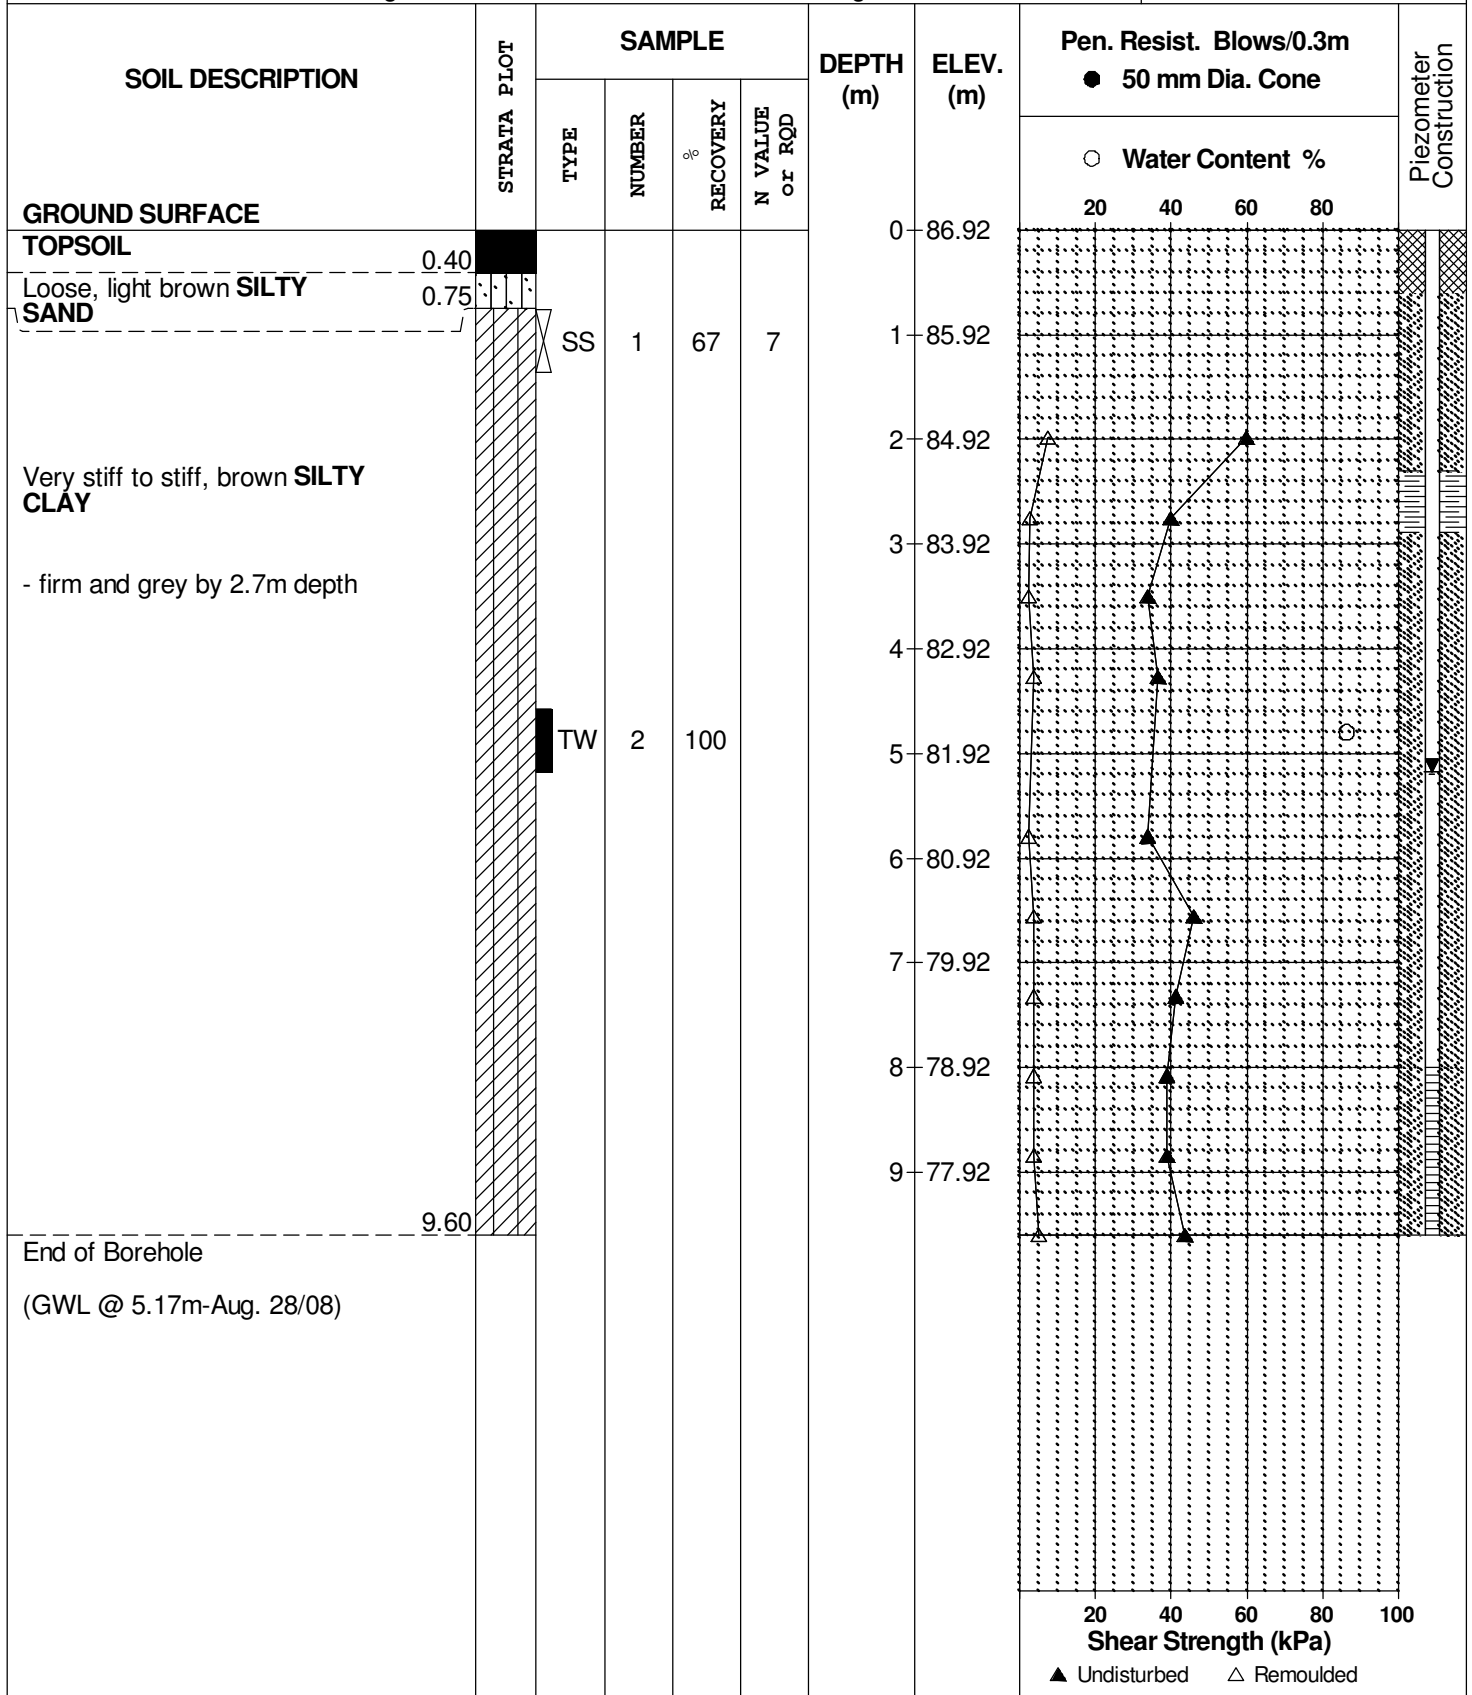 SOIL DESCRIPTION
STRATA PLOT
SAMPLE
TYPE
NUMBER
% RECOVERY
N VALUE or RQD
DEPTH (m)
ELEV. (m)
Pen. Resist. Blows/0.3m
● 50 mm Dia. Cone
○ Water Content %
Piezometer Construction
20 40 60 80
GROUND SURFACE
0 86.92
TOPSOIL
0.40
Loose, light brown SILTY 0.75
SAND
SS 1 67 7
1 85.92
2 84.92
Very stiff to stiff, brown SILTY
CLAY
3 83.92
- firm and grey by 2.7m depth
4 82.92
TW 2 100
5 81.92
6 80.92
7 79.92
8 78.92
9 77.92
9.60
End of Borehole
(GWL @ 5.17m-Aug. 28/08)
20 40 60 80 100
Shear Strength (kPa)
▲ Undisturbed △ Remoulded